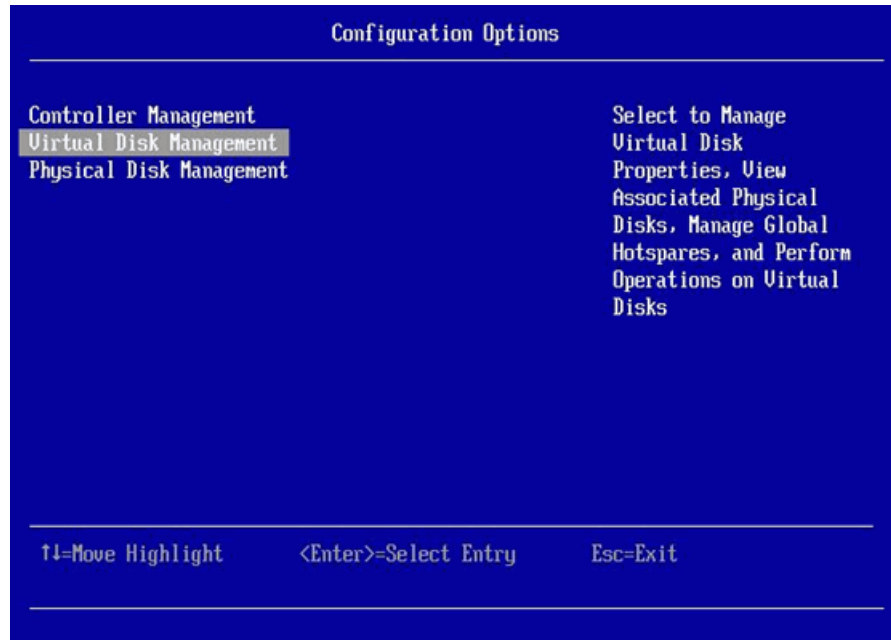 Configuration Options
Controller Management
Virtual Disk Management
Physical Disk Management
Select to Manage
Virtual Disk
Properties, View
Associated Physical
Disks, Manage Global
Hotspares, and Perform
Operations on Virtual
Disks
↑↓=Move Highlight <Enter>=Select Entry Esc=Exit